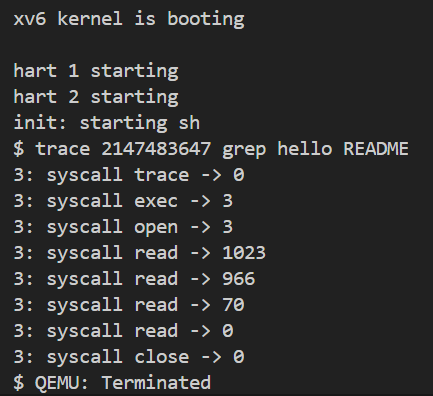 xv6 kernel is booting
hart 1 starting
hart 2 starting
init: starting sh
$ trace 2147483647 grep hello README
3: syscall trace -> 0
3: syscall exec -> 3
3: syscall open -> 3
3: syscall read -> 1023
3: syscall read -> 966
3: syscall read -> 70
3: syscall read -> 0
3: syscall close -> 0
$ QEMU: Terminated